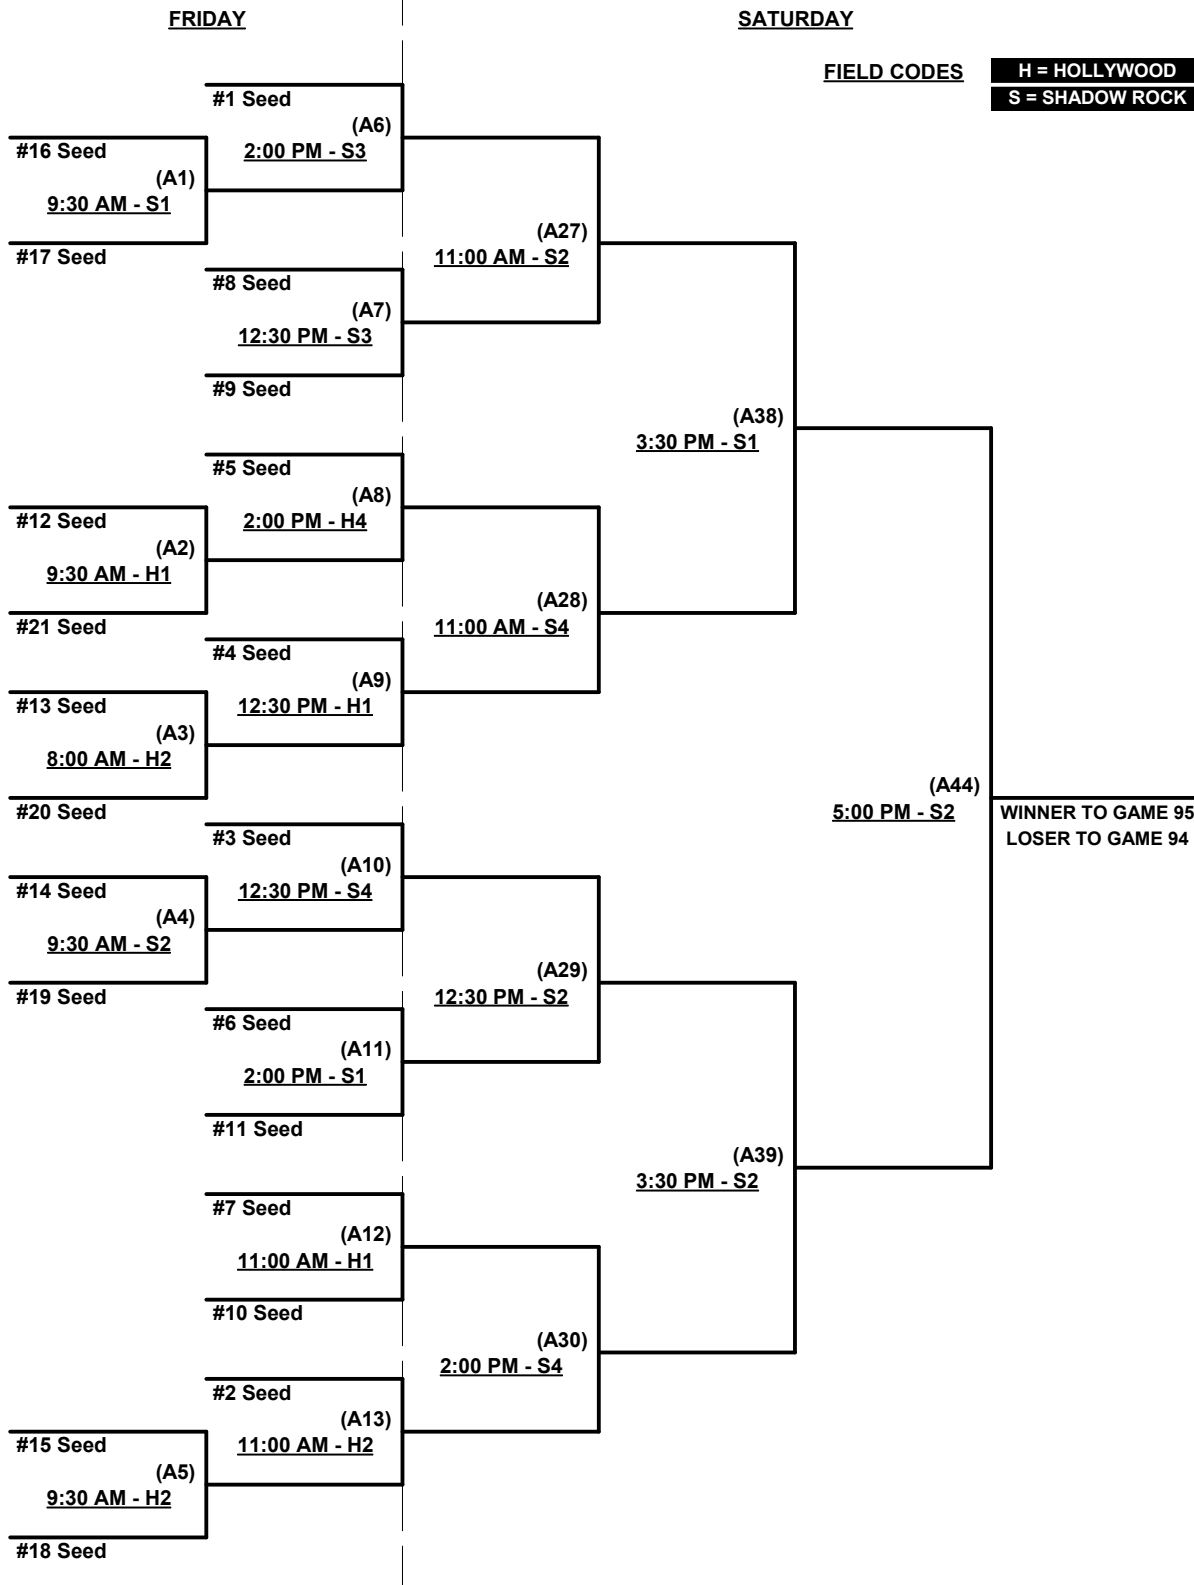 FRIDAY
SATURDAY
FIELD CODES
H = HOLLYWOOD
S = SHADOW ROCK
#1 Seed
(A6)
2:00 PM - S3
#16 Seed
(A1)
9:30 AM - S1
#17 Seed
(A27)
11:00 AM - S2
#8 Seed
(A7)
12:30 PM - S3
#9 Seed
(A38)
3:30 PM - S1
#5 Seed
(A8)
2:00 PM - H4
#12 Seed
(A2)
9:30 AM - H1
#21 Seed
(A28)
11:00 AM - S4
#4 Seed
(A9)
12:30 PM - H1
#13 Seed
(A3)
8:00 AM - H2
#20 Seed
(A44)
5:00 PM - S2
WINNER TO GAME 95
LOSER TO GAME 94
#3 Seed
(A10)
12:30 PM - S4
#14 Seed
(A4)
9:30 AM - S2
#19 Seed
(A29)
12:30 PM - S2
#6 Seed
(A11)
2:00 PM - S1
#11 Seed
(A39)
3:30 PM - S2
#7 Seed
(A12)
11:00 AM - H1
#10 Seed
(A30)
2:00 PM - S4
#2 Seed
(A13)
11:00 AM - H2
#15 Seed
(A5)
9:30 AM - H2
#18 Seed